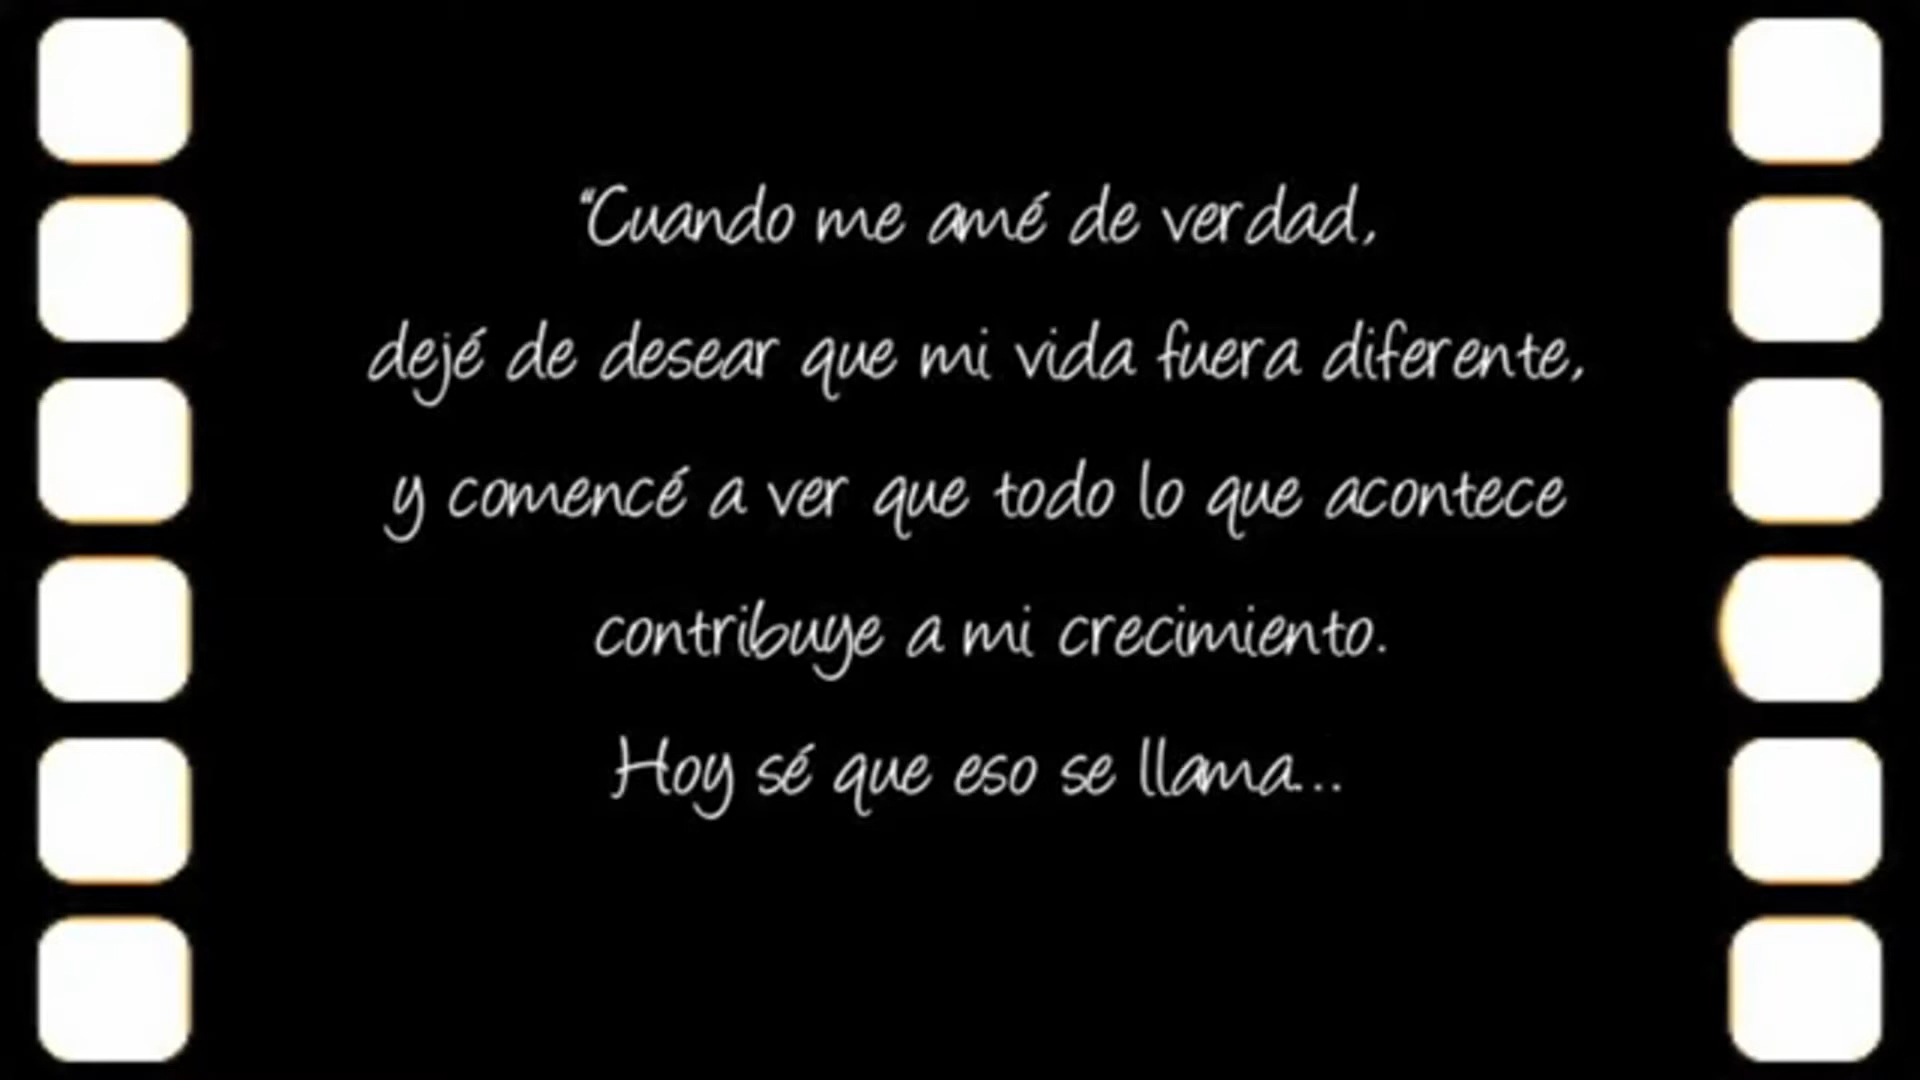 “Cuando me amé de verdad,
dejé de desear que mi vida fuera diferente,
y comencé a ver que todo lo que acontece
contribuye a mi crecimiento.
Hoy sé que eso se llama...